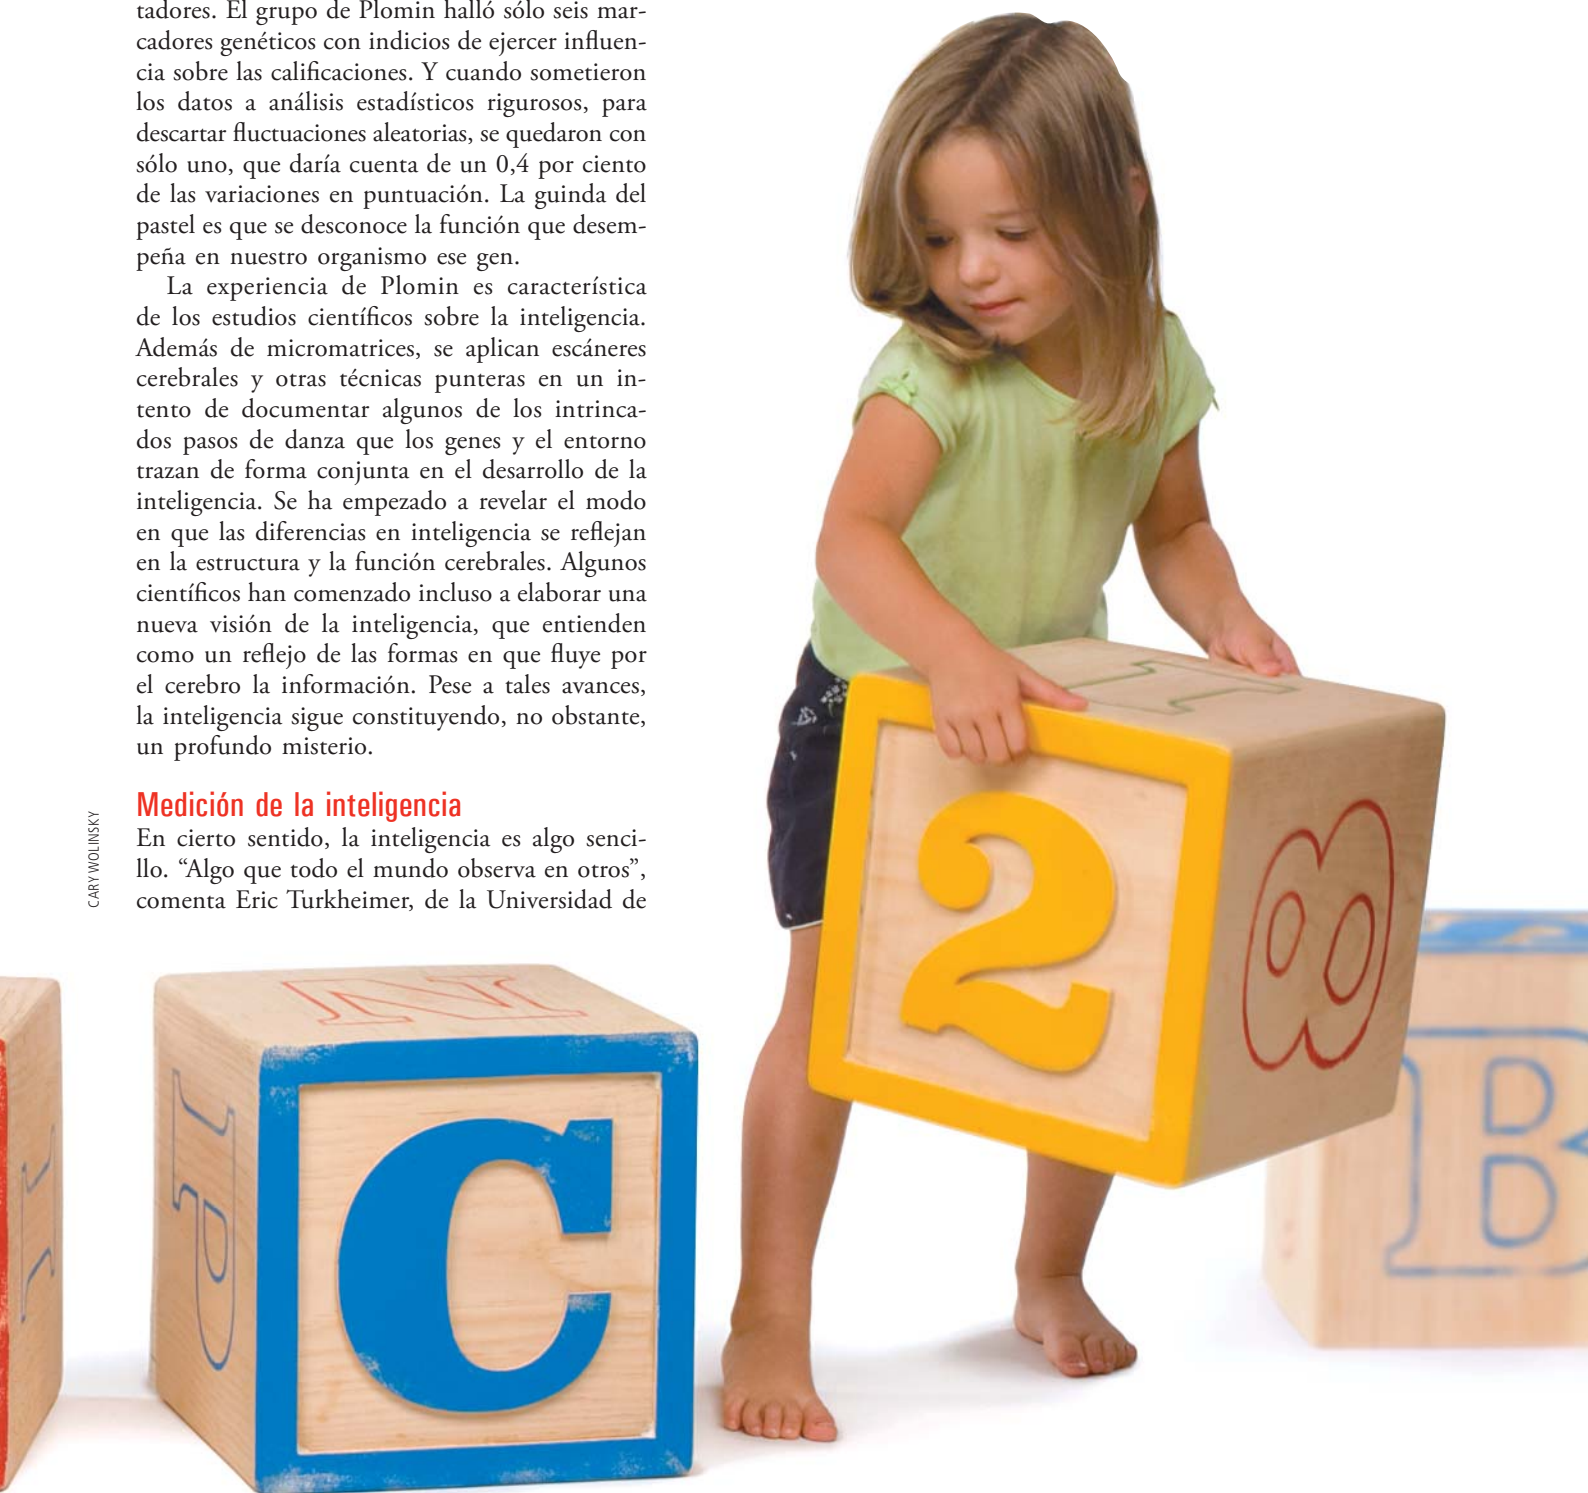 tadores. El grupo de Plomin halló sólo seis mar-
cadores genéticos con indicios de ejercer influen-
cia sobre las calificaciones. Y cuando sometieron
los datos a análisis estadísticos rigurosos, para
descartar fluctuaciones aleatorias, se quedaron con
sólo uno, que daría cuenta de un 0,4 por ciento
de las variaciones en puntuación. La guinda del
pastel es que se desconoce la función que desem-
peña en nuestro organismo ese gen.
La experiencia de Plomin es característica
de los estudios científicos sobre la inteligencia.
Además de micromatrices, se aplican escáneres
cerebrales y otras técnicas punteras en un in-
tento de documentar algunos de los intrinca-
dos pasos de danza que los genes y el entorno
trazan de forma conjunta en el desarrollo de la
inteligencia. Se ha empezado a revelar el modo
en que las diferencias en inteligencia se reflejan
en la estructura y la función cerebrales. Algunos
científicos han comenzado incluso a elaborar una
nueva visión de la inteligencia, que entienden
como un reflejo de las formas en que fluye por
el cerebro la información. Pese a tales avances,
la inteligencia sigue constituyendo, no obstante,
un profundo misterio.
Medición de la inteligencia
En cierto sentido, la inteligencia es algo senci-
llo. “Algo que todo el mundo observa en otros”,
comenta Eric Turkheimer, de la Universidad de
CARY WOLINSKY
N
P
C
2
8
B